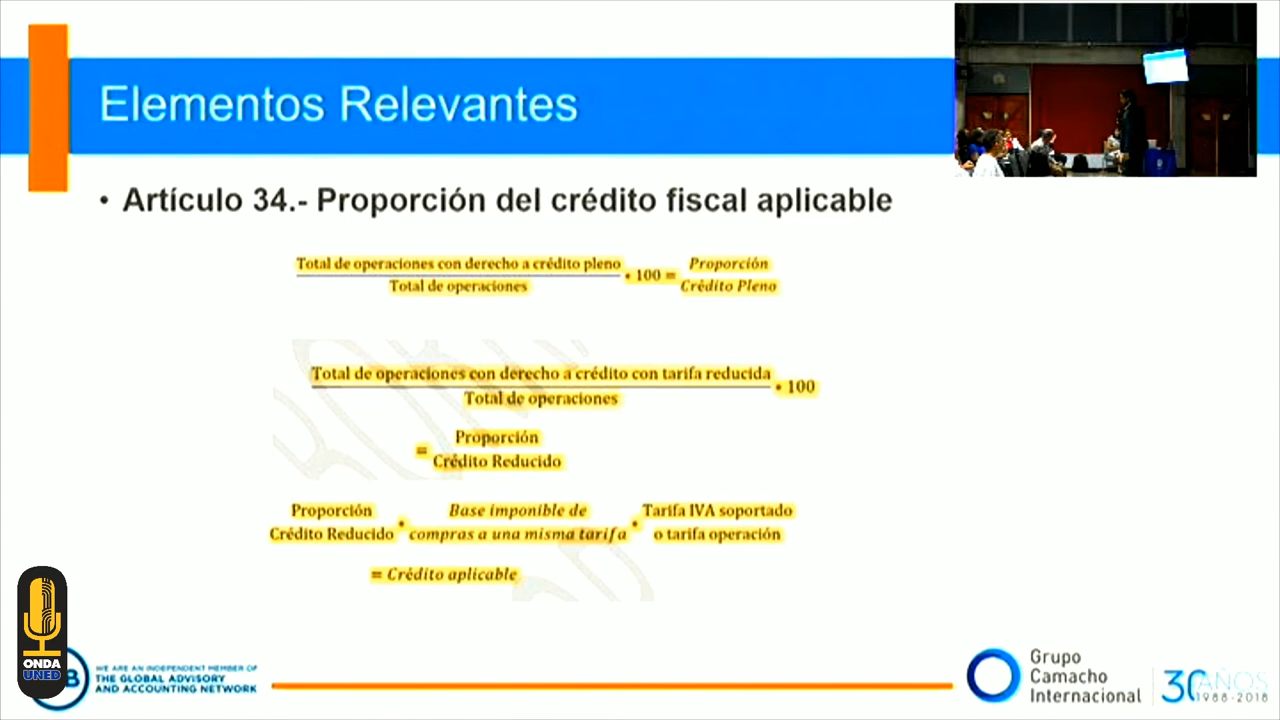 Elementos Relevantes
• Artículo 34.- Proporción del crédito fiscal aplicable
Total de operaciones con derecho a crédito pleno
Total de operaciones
• 100 =
Proporción
Crédito Pleno
Total de operaciones con derecho a crédito con tarifa reducida
Total de operaciones
• 100
=
Proporción
Crédito Reducido
Proporción
Crédito Reducido
•
Base imponible de
compras a una misma tarifa
•
Tarifa IVA soportado
o tarifa operación
= Crédito aplicable
ONDA
UNED
B
WE ARE AN INDEPENDENT MEMBER OF
THE GLOBAL ADVISORY
AND ACCOUNTING NETWORK
Grupo
Camacho
Internacional
30 AÑOS
1988-2018